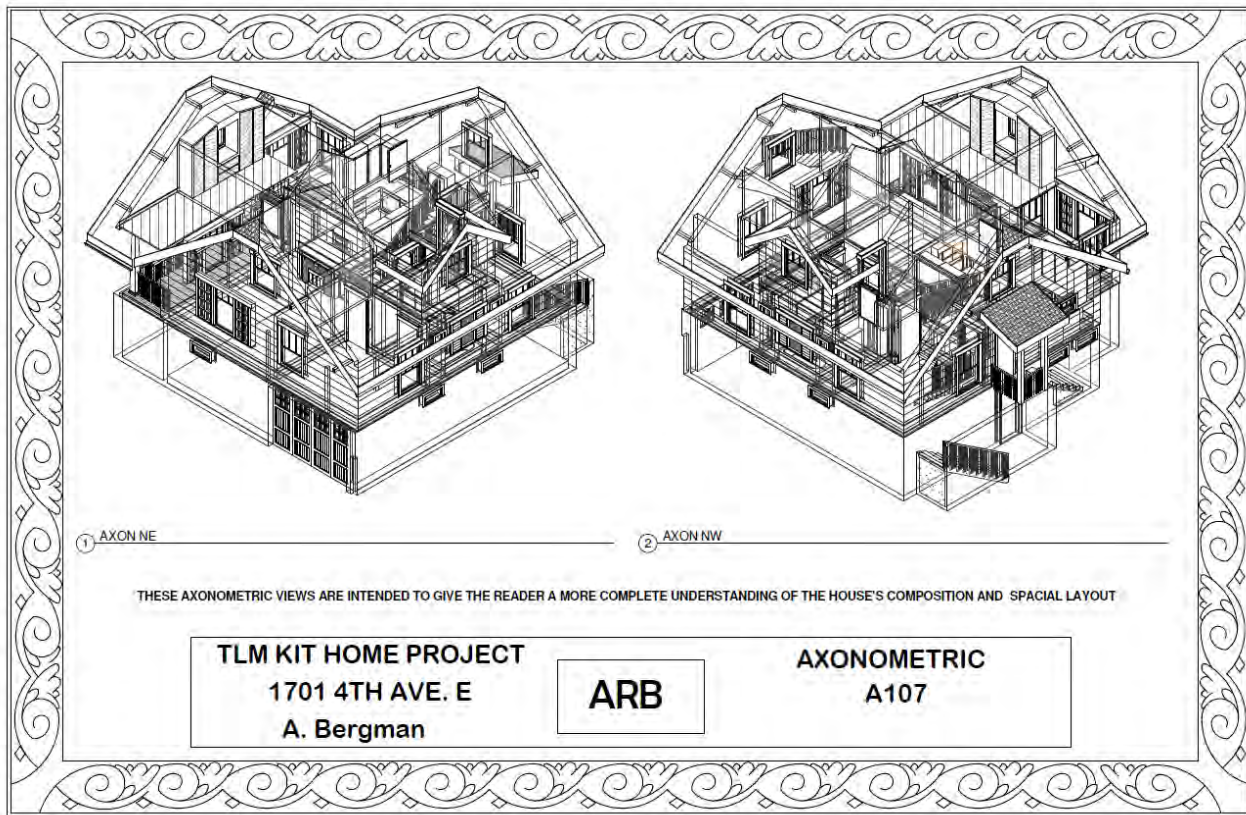 1 AXON NE
2 AXON NW
THESE AXONOMETRIC VIEWS ARE INTENDED TO GIVE THE READER A MORE COMPLETE UNDERSTANDING OF THE HOUSE'S COMPOSITION AND SPACIAL LAYOUT
TLM KIT HOME PROJECT
1701 4TH AVE. E
A. Bergman
ARB
AXONOMETRIC
A107